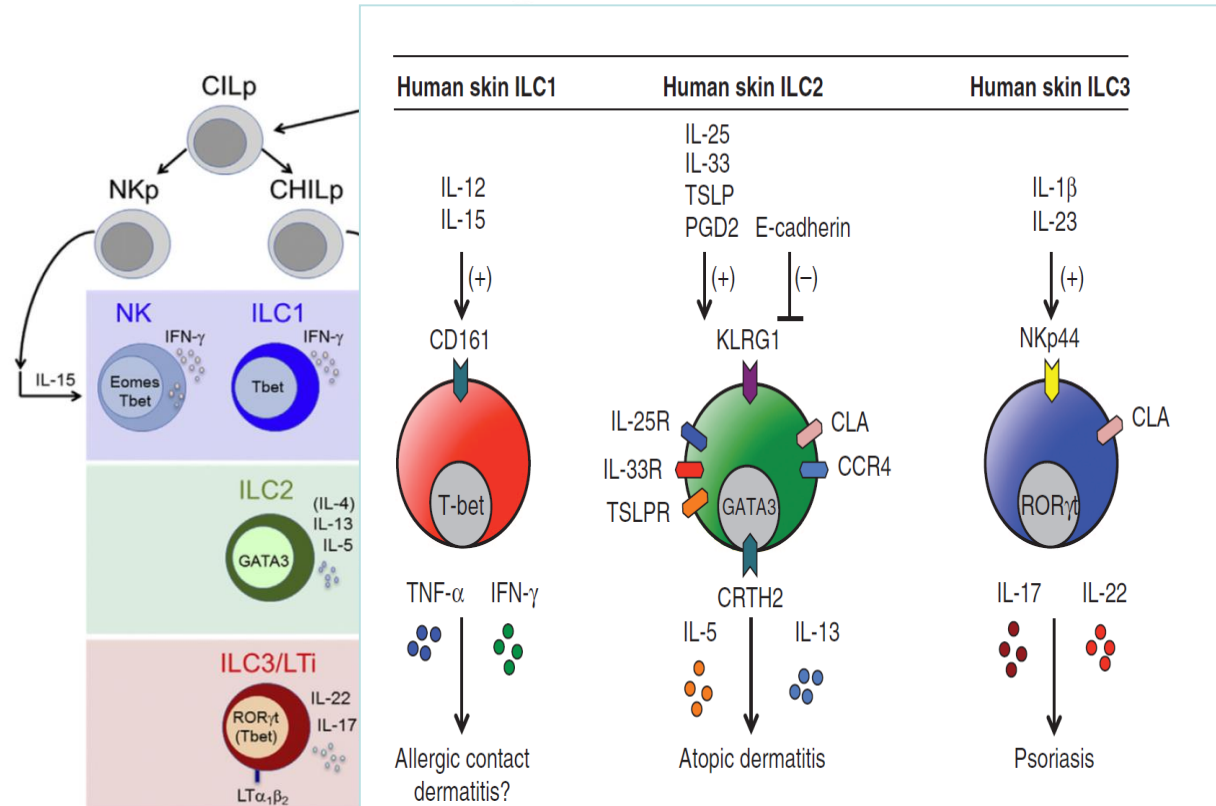 CILp
NKp
CHILp
NK
ILC1
IFN-γ
IFN-γ
IL-15
Eomes
Tbet
Tbet
ILC2
(IL-4)
IL-13
IL-5
GATA3
ILC3/LTi
IL-22
IL-17
RORγt
(Tbet)
LTα₁β₂
Human skin ILC1
Human skin ILC2
Human skin ILC3
IL-12
IL-15
(+)
CD161
T-bet
TNF-α
IFN-γ
Allergic contact
dermatitis?
IL-25
IL-33
TSLP
PGD2
E-cadherin
(+)
(–)
KLRG1
IL-25R
IL-33R
TSLPR
CLA
CCR4
GATA3
CRTH2
IL-5
IL-13
Atopic dermatitis
IL-1β
IL-23
(+)
NKp44
CLA
RORγt
IL-17
IL-22
Psoriasis